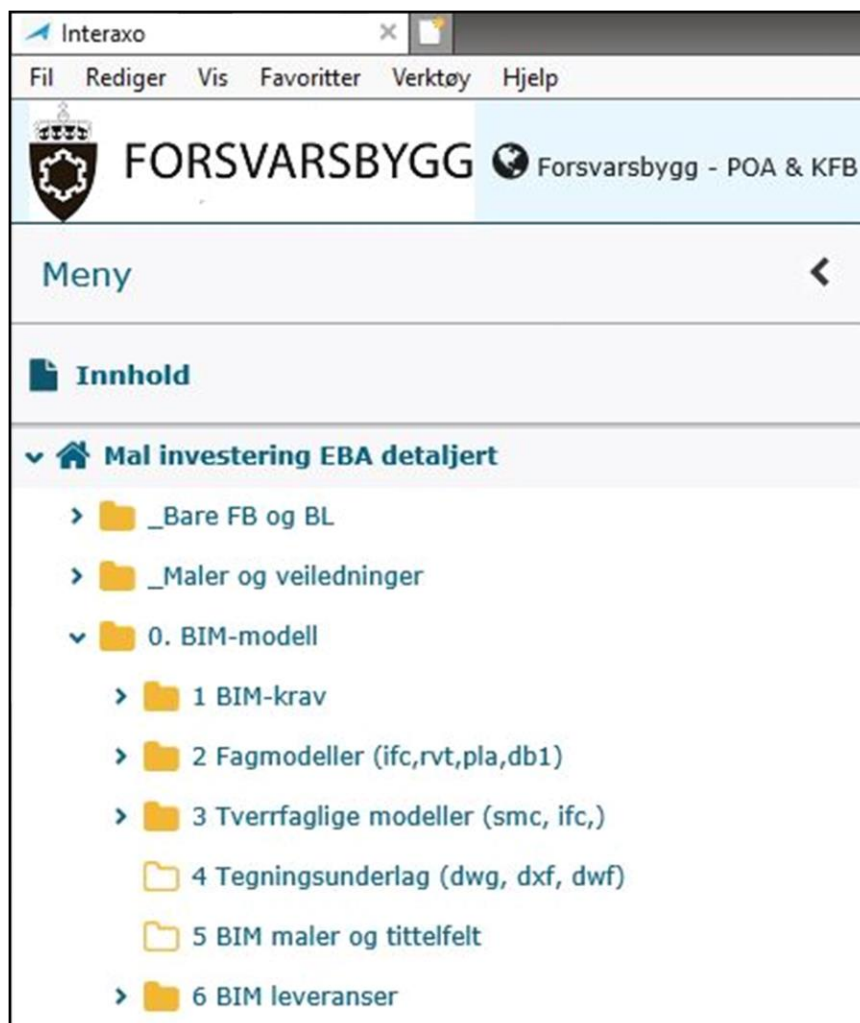 Interaxo
Fil Rediger Vis Favoritter Verktøy Hjelp
FORSVARSBYGG Forsvarsbygg - POA & KFB
Meny
Innhold
Mal investering EBA detaljert
_Bare FB og BL
_Maler og veiledninger
0. BIM-modell
1 BIM-krav
2 Fagmodeller (ifc,rvt,pla,db1)
3 Tverrfaglige modeller (smc, ifc,)
4 Tegningsunderlag (dwg, dxf, dwf)
5 BIM maler og tittelfelt
6 BIM leveranser